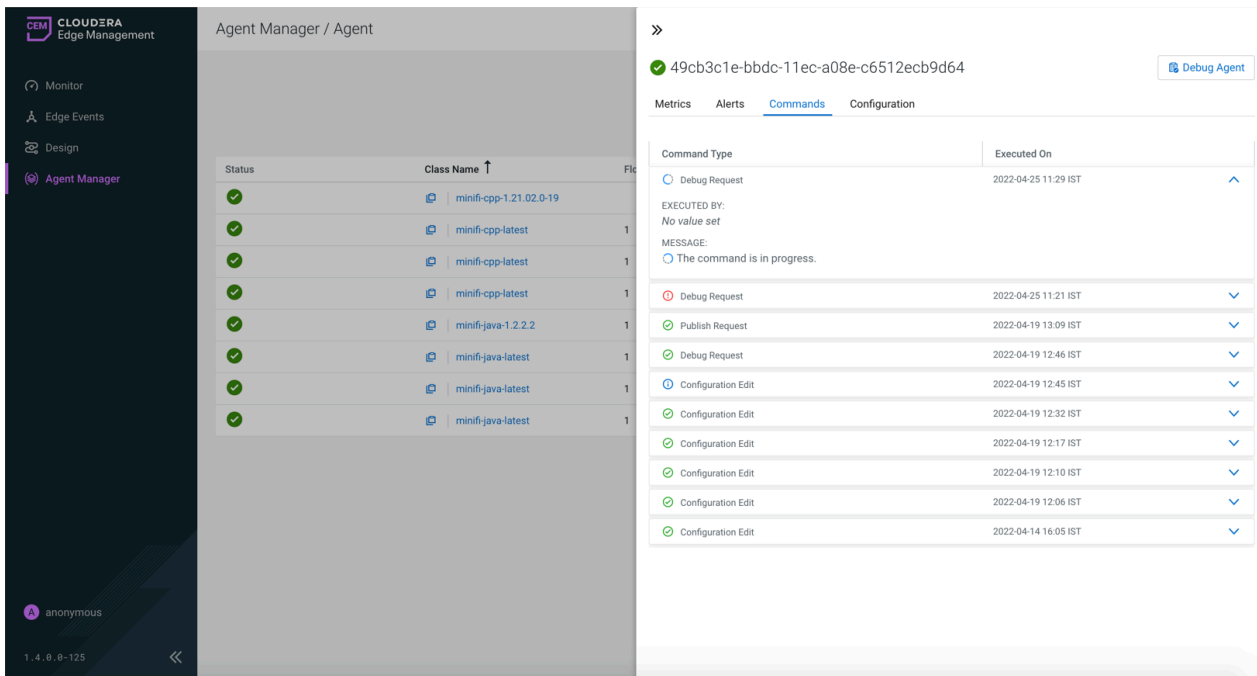 CEM CLOUDERA
Edge Management
Monitor
Edge Events
Design
Agent Manager
A anonymous
1.4.0.0-125
Agent Manager / Agent
Status Class Name Flo
minifi-cpp-1.21.02.0-19
minifi-cpp-latest 1
minifi-cpp-latest 1
minifi-cpp-latest 1
minifi-java-1.2.2.2 1
minifi-java-latest 1
minifi-java-latest 1
minifi-java-latest 1
49cb3c1e-bbdc-11ec-a08e-c6512ecb9d64 Debug Agent
Metrics Alerts Commands Configuration
Command Type Executed On
Debug Request 2022-04-25 11:29 IST
EXECUTED BY:
No value set
MESSAGE:
The command is in progress.
Debug Request 2022-04-25 11:21 IST
Publish Request 2022-04-19 13:09 IST
Debug Request 2022-04-19 12:46 IST
Configuration Edit 2022-04-19 12:45 IST
Configuration Edit 2022-04-19 12:32 IST
Configuration Edit 2022-04-19 12:17 IST
Configuration Edit 2022-04-19 12:10 IST
Configuration Edit 2022-04-19 12:06 IST
Configuration Edit 2022-04-14 16:05 IST